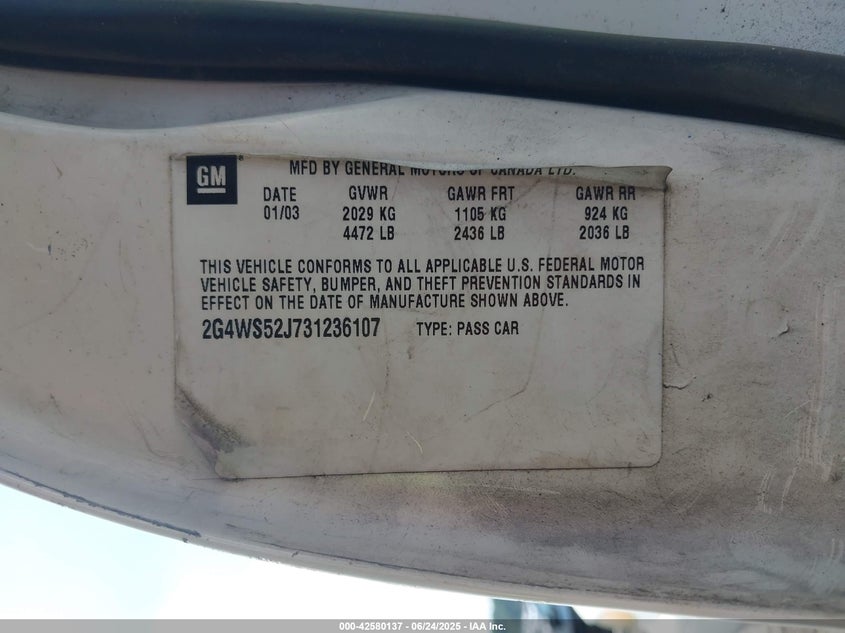 GM
MFD BY GENERAL MOTORS OF CANADA LTD.
DATE GVWR GAWR FRT GAWR RR
01/03 2029 KG 1105 KG 924 KG
4472 LB 2436 LB 2036 LB
THIS VEHICLE CONFORMS TO ALL APPLICABLE U.S. FEDERAL MOTOR
VEHICLE SAFETY, BUMPER, AND THEFT PREVENTION STANDARDS IN
EFFECT ON THE DATE OF MANUFACTURE SHOWN ABOVE.
2G4WS52J731236107 TYPE: PASS CAR
000-42580137 - 06/24/2025 - IAA Inc.